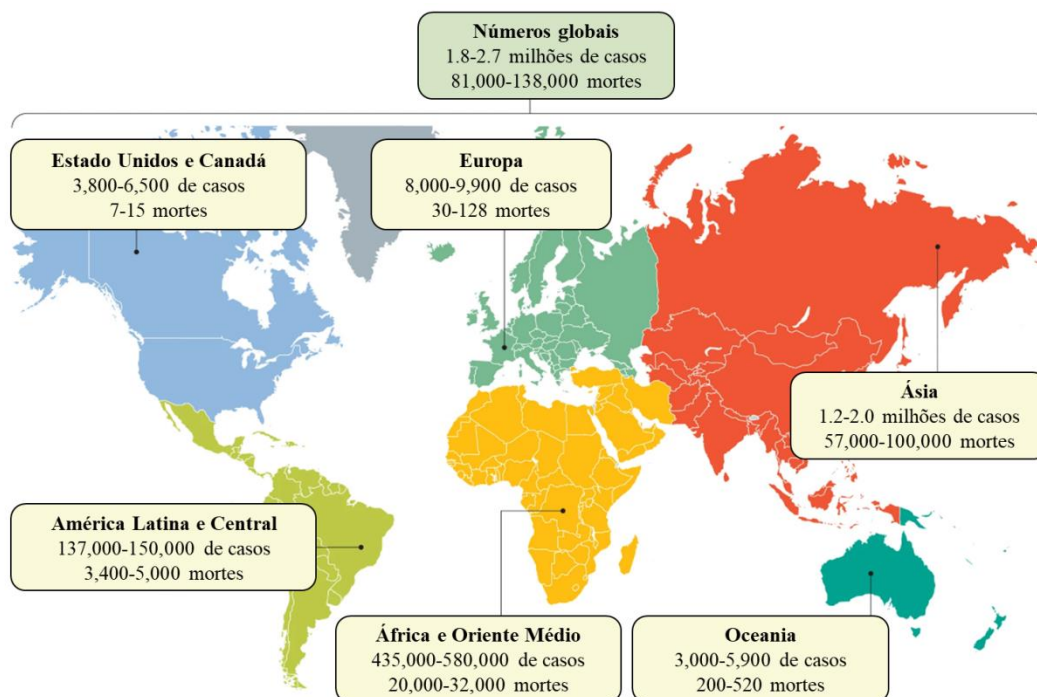 Números globais
1.8-2.7 milhões de casos
81,000-138,000 mortes
Estado Unidos e Canadá
3,800-6,500 de casos
7-15 mortes
Europa
8,000-9,900 de casos
30-128 mortes
Ásia
1.2-2.0 milhões de casos
57,000-100,000 mortes
América Latina e Central
137,000-150,000 de casos
3,400-5,000 mortes
África e Oriente Médio
435,000-580,000 de casos
20,000-32,000 mortes
Oceania
3,000-5,900 de casos
200-520 mortes